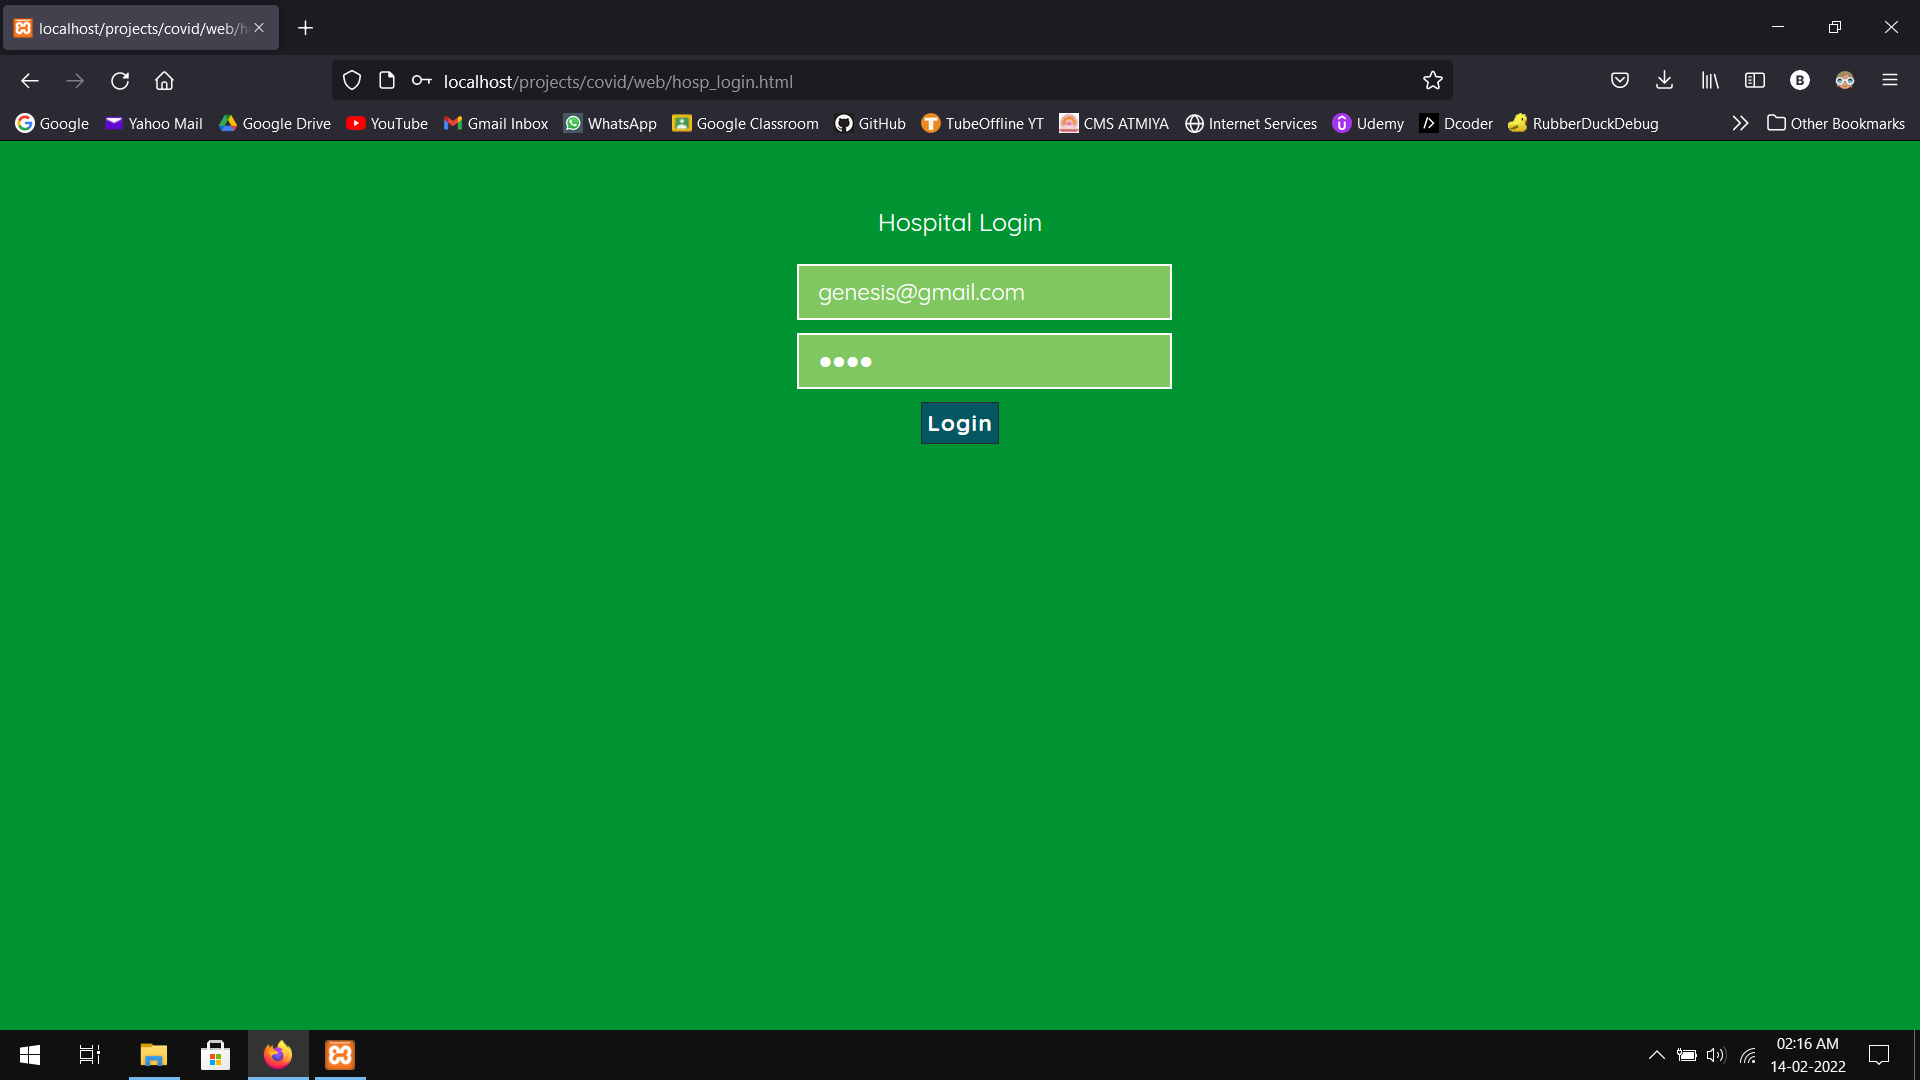 localhost/projects/covid/web/h
localhost/projects/covid/web/hosp_login.html
B
Google Yahoo Mail Google Drive YouTube Gmail Inbox WhatsApp Google Classroom GitHub TubeOffline YT CMS ATMIYA Internet Services Udemy Dcoder RubberDuckDebug Other Bookmarks
Hospital Login
genesis@gmail.com
●●●●
Login
02:16 AM
14-02-2022